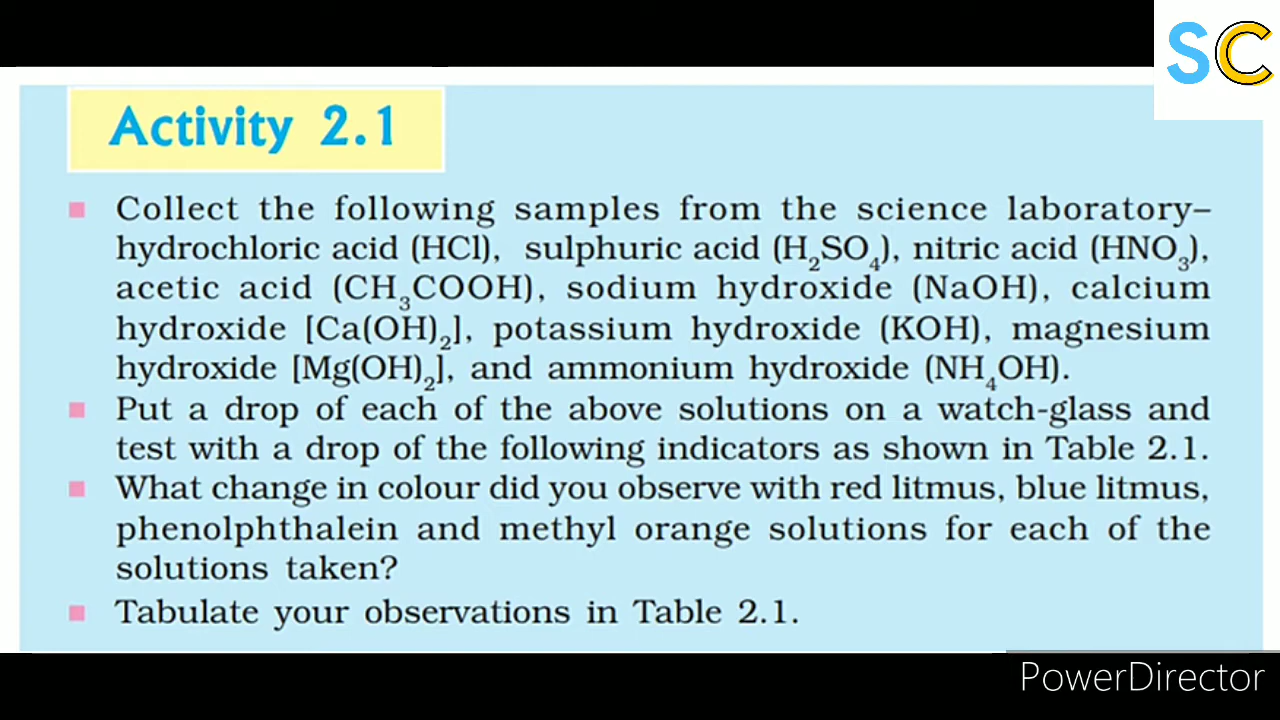 SC
Activity 2.1
Collect the following samples from the science laboratory–
hydrochloric acid (HCl), sulphuric acid (H₂SO₄), nitric acid (HNO₃),
acetic acid (CH₃COOH), sodium hydroxide (NaOH), calcium
hydroxide [Ca(OH)₂], potassium hydroxide (KOH), magnesium
hydroxide [Mg(OH)₂], and ammonium hydroxide (NH₄OH).
Put a drop of each of the above solutions on a watch-glass and
test with a drop of the following indicators as shown in Table 2.1.
What change in colour did you observe with red litmus, blue litmus,
phenolphthalein and methyl orange solutions for each of the
solutions taken?
Tabulate your observations in Table 2.1.
PowerDirector